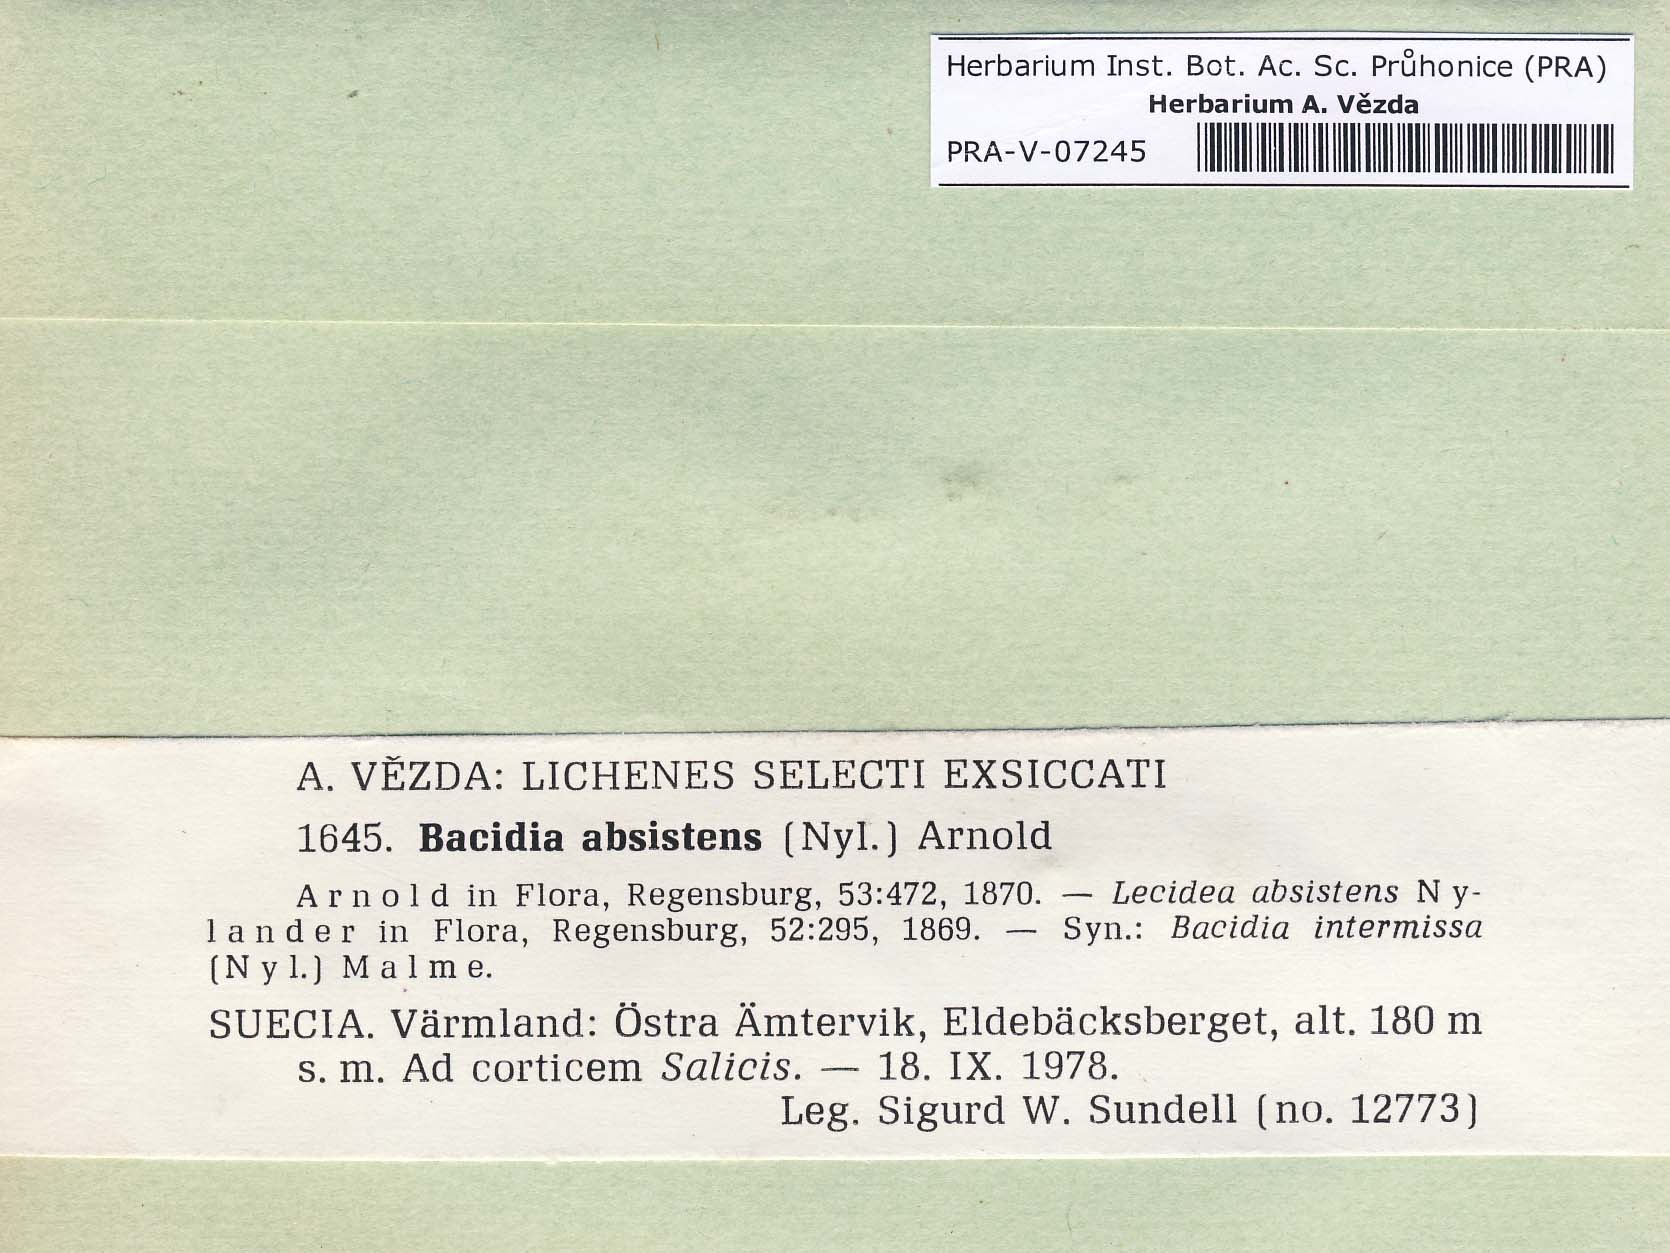 Herbarium Inst. Bot. Ac. Sc. Průhonice (PRA)
Herbarium A. Vězda
PRA-V-07245
A. VĚZDA: LICHENES SELECTI EXSICCATI
1645. Bacidia absistens (Nyl.) Arnold
Arnold in Flora, Regensburg, 53:472, 1870. — Lecidea absistens Ny-
lander in Flora, Regensburg, 52:295, 1869. — Syn.: Bacidia intermissa
(Nyl.) Malme.
SUECIA. Värmland: Östra Ämtervik, Eldebäcksberget, alt. 180 m
s. m. Ad corticem Salicis. — 18. IX. 1978.
Leg. Sigurd W. Sundell (no. 12773)